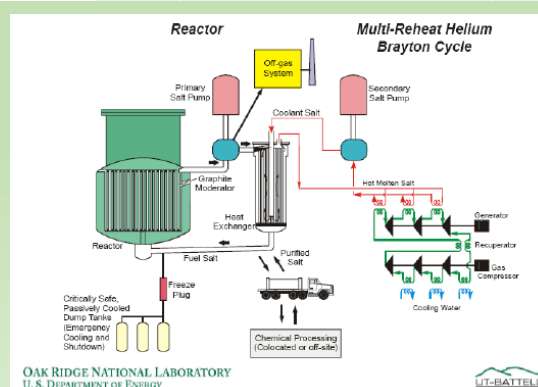 Reactor
Multi-Reheat Helium
Brayton Cycle
Off-gas
System
Primary
Salt Pump
Secondary
Salt Pump
Coolant Salt
Graphite
Moderator
Hot Molten Salt
Heat
Exchanger
Generator
Recuperator
Reactor
Fuel Salt
Purified
Salt
Gas
Compressor
Freeze
Plug
Cooling Water
Critically Safe,
Passively Cooled
Dump Tanks
(Emergency
Cooling and
Shutdown)
Chemical Processing
(Colocated or off-site)
OAK RIDGE NATIONAL LABORATORY
U. S. DEPARTMENT OF ENERGY
UT-BATTELL